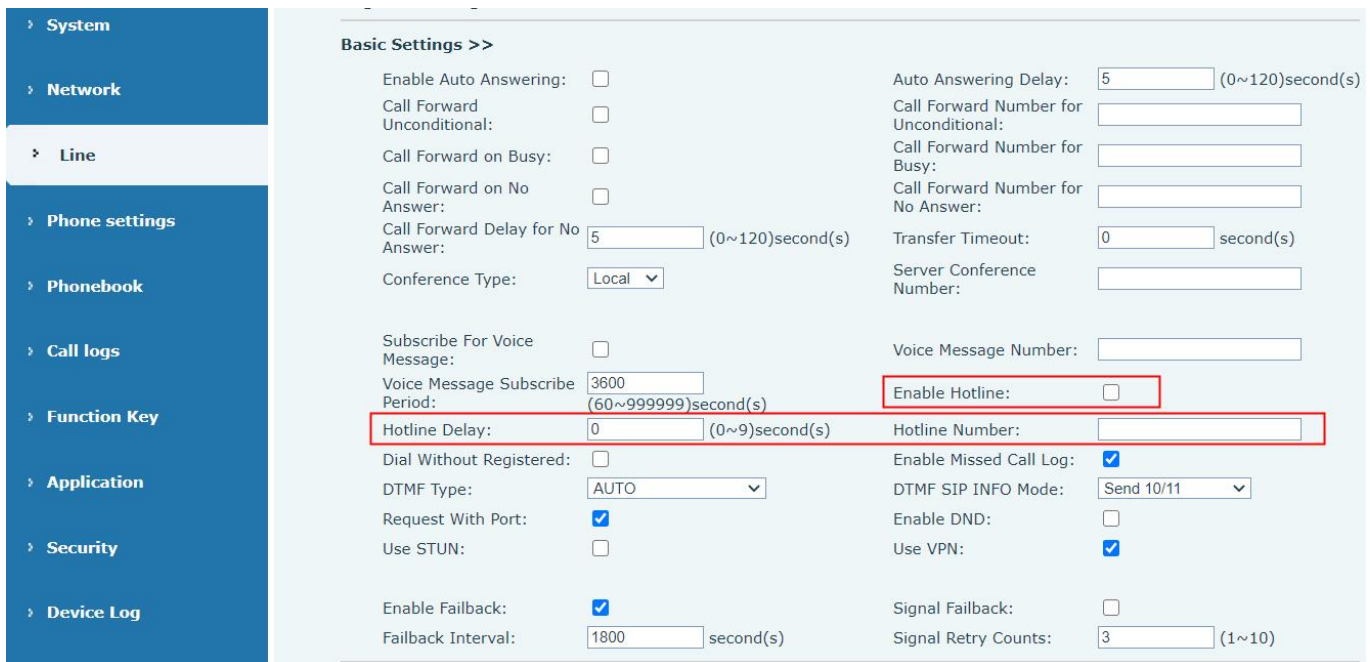 System
Network
Line
Phone settings
Phonebook
Call logs
Function Key
Application
Security
Device Log
Basic Settings >>
Enable Auto Answering:
Auto Answering Delay: 5 (0~120)second(s)
Call Forward
Unconditional:
Call Forward Number for
Unconditional:
Call Forward on Busy:
Call Forward Number for
Busy:
Call Forward on No
Answer:
Call Forward Number for
No Answer:
Call Forward Delay for No
Answer: 5 (0~120)second(s)
Transfer Timeout: 0 second(s)
Conference Type: Local
Server Conference
Number:
Subscribe For Voice
Message:
Voice Message Number:
Voice Message Subscribe
Period: 3600
(60~999999)second(s)
Enable Hotline:
Hotline Delay: 0 (0~9)second(s)
Hotline Number:
Dial Without Registered:
Enable Missed Call Log:
DTMF Type: AUTO
DTMF SIP INFO Mode: Send 10/11
Request With Port:
Enable DND:
Use STUN:
Use VPN:
Enable Failback:
Signal Failback:
Failback Interval: 1800 second(s)
Signal Retry Counts: 3 (1~10)